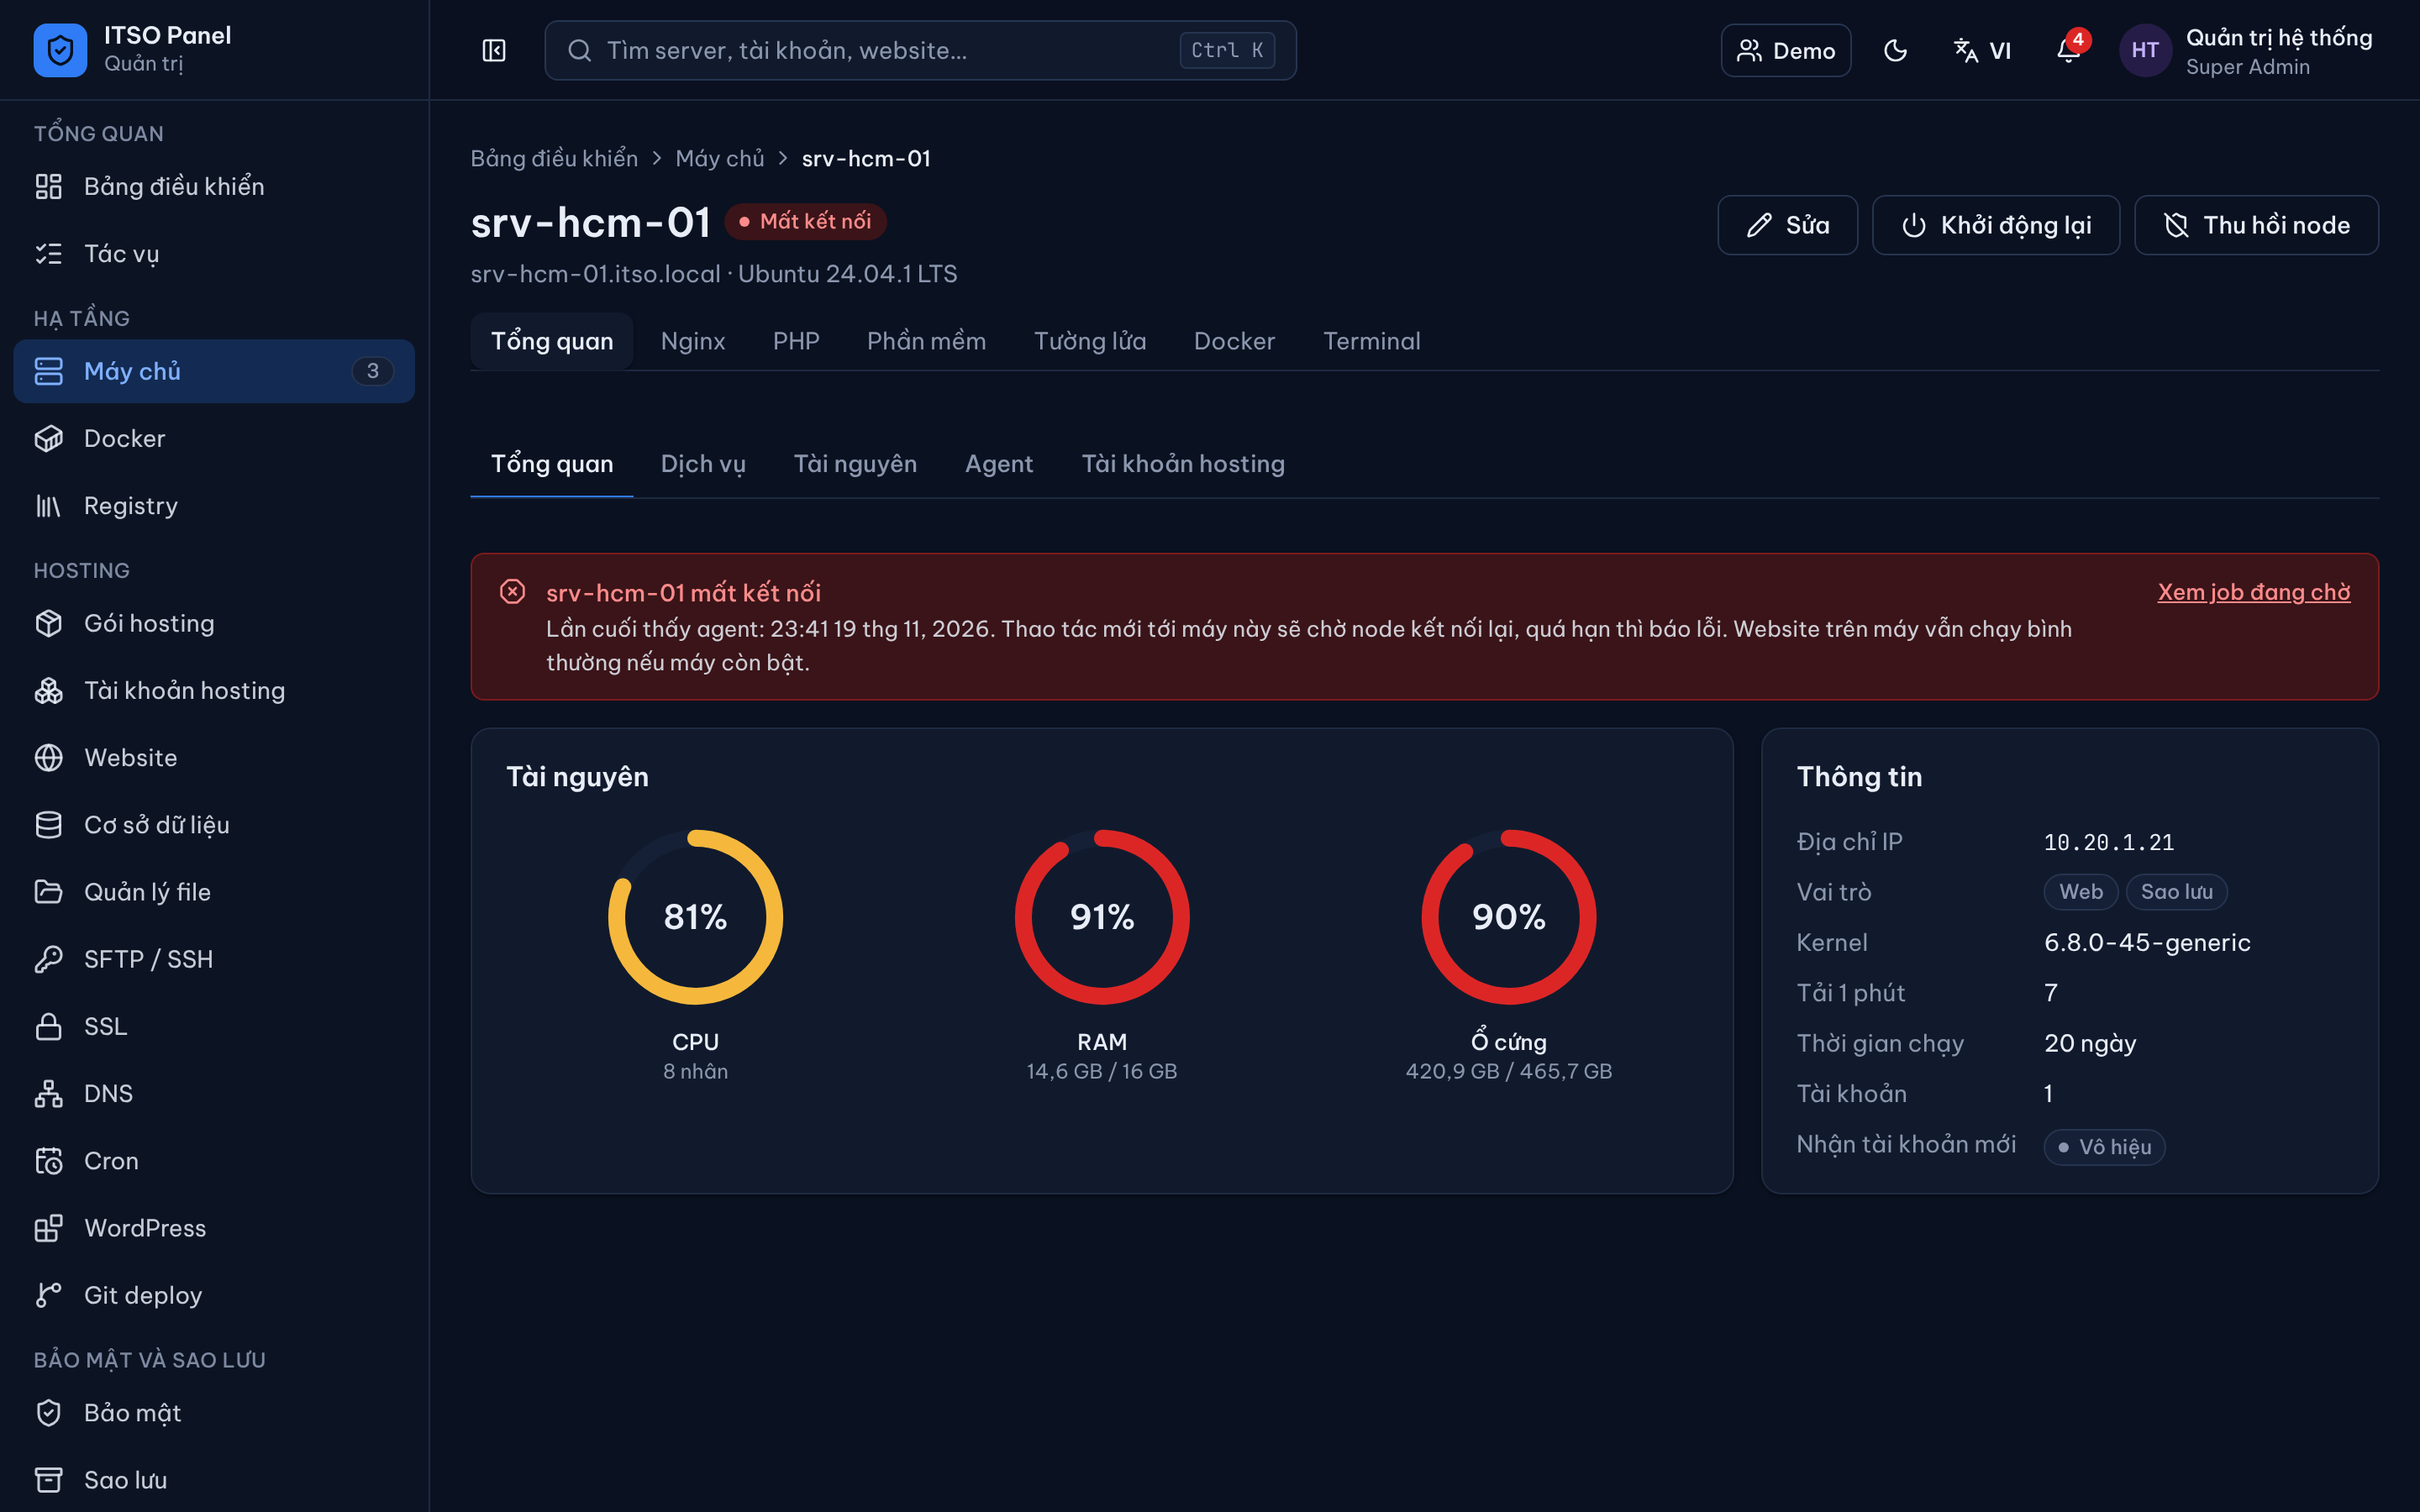 ITSO Panel
Quản trị
Tìm server, tài khoản, website...
Ctrl K
Demo
VI
4
HT
Quản trị hệ thống
Super Admin
TỔNG QUAN
Bảng điều khiển
Tác vụ
HẠ TẦNG
Máy chủ
3
Docker
Registry
HOSTING
Gói hosting
Tài khoản hosting
Website
Cơ sở dữ liệu
Quản lý file
SFTP / SSH
SSL
DNS
Cron
WordPress
Git deploy
BẢO MẬT VÀ SAO LƯU
Bảo mật
Sao lưu
Bảng điều khiển > Máy chủ > srv-hcm-01
srv-hcm-01
Mất kết nối
srv-hcm-01.itso.local · Ubuntu 24.04.1 LTS
Sửa
Khởi động lại
Thu hồi node
Tổng quan
Nginx
PHP
Phần mềm
Tường lửa
Docker
Terminal
Tổng quan
Dịch vụ
Tài nguyên
Agent
Tài khoản hosting
srv-hcm-01 mất kết nối
Xem job đang chờ
Lần cuối thấy agent: 23:41 19 thg 11, 2026. Thao tác mới tới máy này sẽ chờ node kết nối lại, quá hạn thì báo lỗi. Website trên máy vẫn chạy bình
thường nếu máy còn bật.
Tài nguyên
81%
CPU
8 nhân
91%
RAM
14,6 GB / 16 GB
90%
Ổ cứng
420,9 GB / 465,7 GB
Thông tin
Địa chỉ IP 10.20.1.21
Vai trò Web Sao lưu
Kernel 6.8.0-45-generic
Tải 1 phút 7
Thời gian chạy 20 ngày
Tài khoản 1
Nhận tài khoản mới Vô hiệu